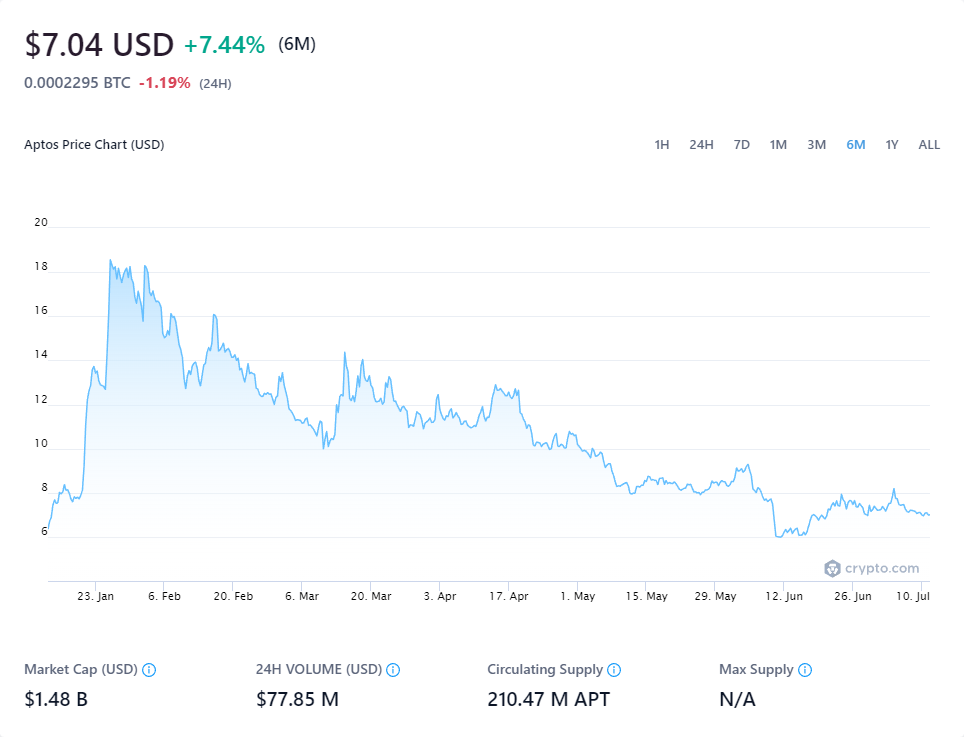 $7.04 USD +7.44% (6M)
0.0002295 BTC -1.19% (24H)
Aptos Price Chart (USD) 1H 24H 7D 1M 3M 6M 1Y ALL
20
18
16
14
12
10
8
6
crypto.com
23. Jan 6. Feb 20. Feb 6. Mar 20. Mar 3. Apr 17. Apr 1. May 15. May 29. May 12. Jun 26. Jun 10. Jul
Market Cap (USD) 24H VOLUME (USD) Circulating Supply Max Supply
$1.48 B $77.85 M 210.47 M APT N/A